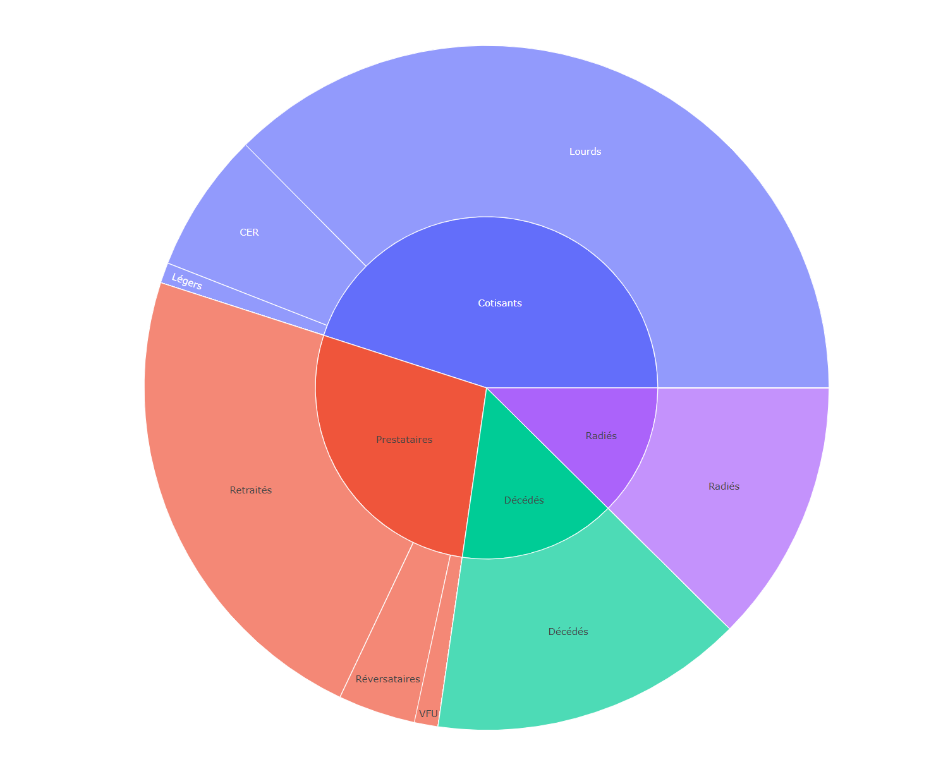 Lourds
CER
Légers
Cotisants
Prestataires
Radiés
Radiés
Retraités
Décédés
Décédés
Réversataires
VFU